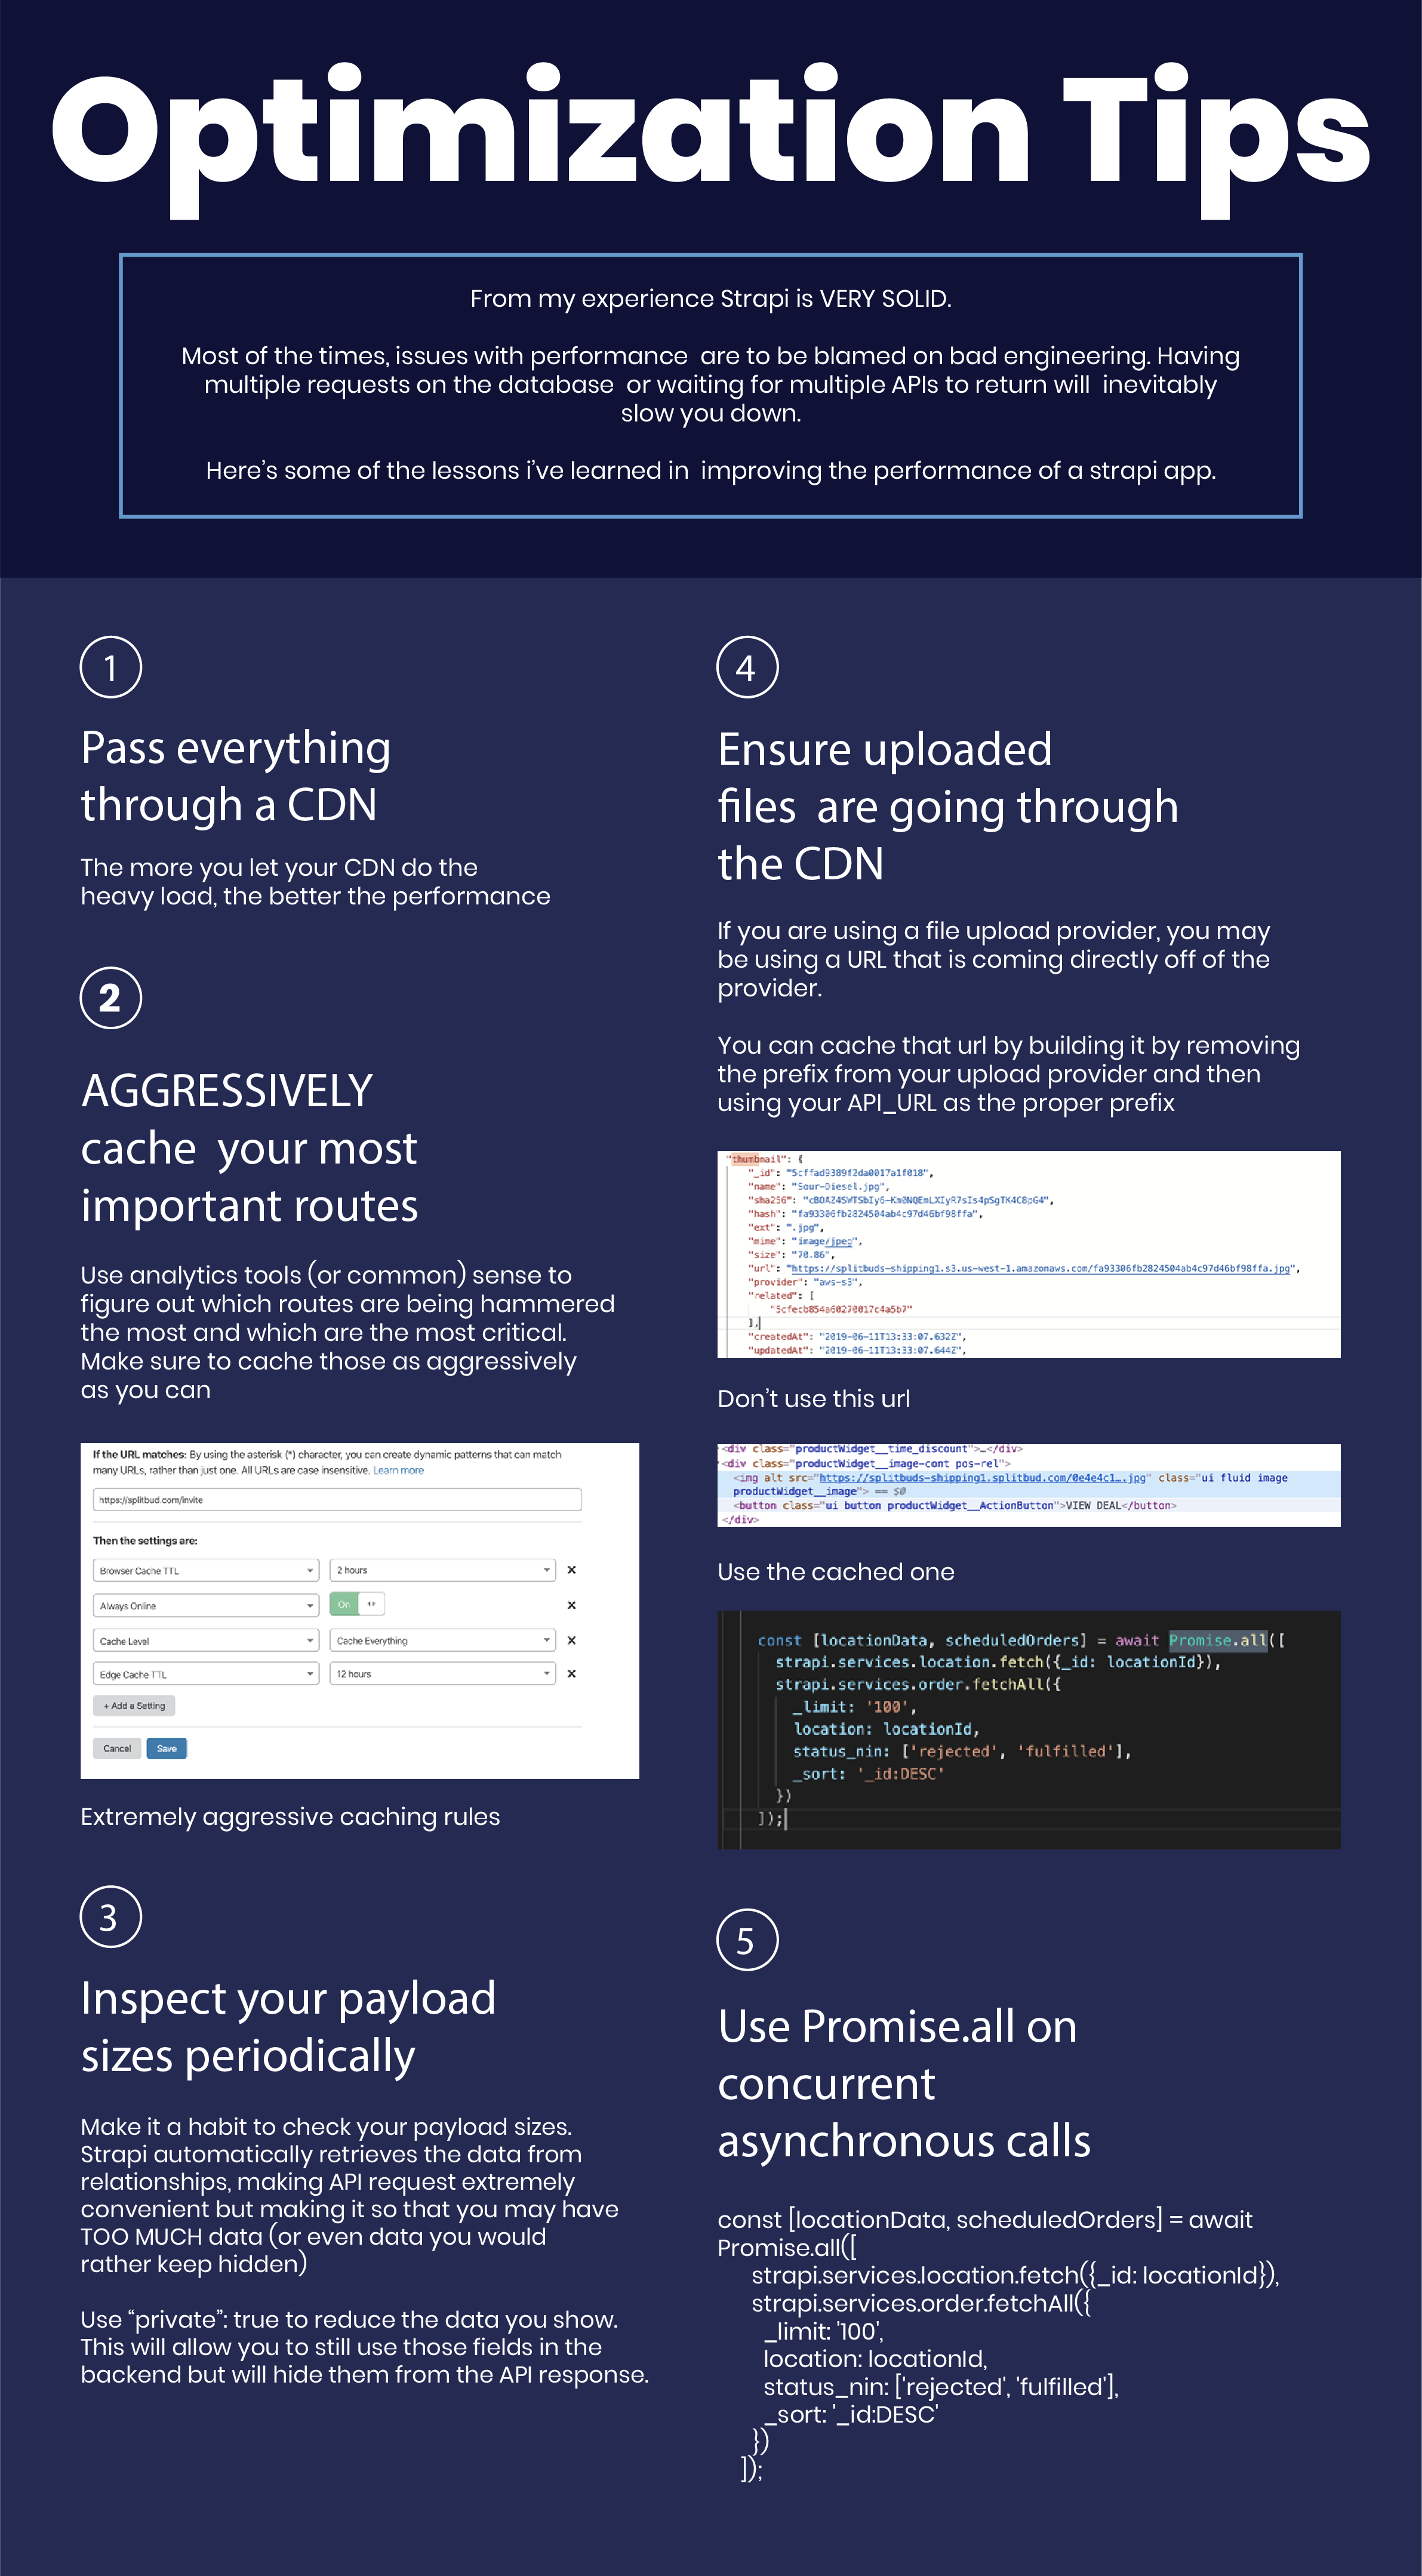 Optimization Tips
From my experience Strapi is VERY SOLID.
Most of the times, issues with performance  are to be blamed on bad engineering. Having
multiple requests on the database  or waiting for multiple APIs to return will  inevitably
slow you down.
Here's some of the lessons i've learned in  improving the performance of a strapi app.
1
Pass everything
through a CDN
The more you let your CDN do the
heavy load, the better the performance
2
AGGRESSIVELY
cache  your most
important routes
Use analytics tools (or common) sense to
figure out which routes are being hammered
the most and which are the most critical.
Make sure to cache those as aggressively
as you can
If the URL matches: By using the asterisk (*) character, you can create dynamic patterns that can match
many URLs, rather than just one. All URLs are case insensitive. Learn more
https://splitbud.com/invite
Then the settings are:
Browser Cache TTL 2 hours ×
Always Online On ×
Cache Level Cache Everything ×
Edge Cache TTL 12 hours ×
+ Add a Setting
Cancel Save
Extremely aggressive caching rules
3
Inspect your payload
sizes periodically
Make it a habit to check your payload sizes.
Strapi automatically retrieves the data from
relationships, making API request extremely
convenient but making it so that you may have
TOO MUCH data (or even data you would
rather keep hidden)
Use “private”: true to reduce the data you show.
This will allow you to still use those fields in the
backend but will hide them from the API response.
4
Ensure uploaded
files  are going through
the CDN
If you are using a file upload provider, you may
be using a URL that is coming directly off of the
provider.
You can cache that url by building it by removing
the prefix from your upload provider and then
using your API_URL as the proper prefix
"thumbnail": {
"_id": "5cffad9389f2da0017a1f018",
"name": "Sour-Diesel.jpg",
"sha256": "cBOAZ4SWTSbIy6-Km0NQEmLXIyR7sIs4pSgTK4C8pG4",
"hash": "fa93306fb2824504ab4c97d46bf98ffa",
"ext": ".jpg",
"mime": "image/jpeg",
"size": "70.86",
"url": "https://splitbuds-shipping1.s3.us-west-1.amazonaws.com/fa93306fb2824504ab4c97d46bf98ffa.jpg",
"provider": "aws-s3",
"related": [
"5cfecb854a60270017c4a5b7"
],
"createdAt": "2019-06-11T13:33:07.632Z",
"updatedAt": "2019-06-11T13:33:07.644Z",
Don't use this url
<div class="productWidget__time_discount">…</div>
<div class="productWidget__image-cont pos-rel">
<img alt src="https://splitbuds-shipping1.splitbud.com/0e4e4c1….jpg" class="ui fluid image
productWidget__image"> == $0
<button class="ui button productWidget__ActionButton">VIEW DEAL</button>
</div>
Use the cached one
const [locationData, scheduledOrders] = await Promise.all([
strapi.services.location.fetch({_id: locationId}),
strapi.services.order.fetchAll({
_limit: '100',
location: locationId,
status_nin: ['rejected', 'fulfilled'],
_sort: '_id:DESC'
})
]);
5
Use Promise.all on
concurrent
asynchronous calls
const [locationData, scheduledOrders] = await
Promise.all([
strapi.services.location.fetch({_id: locationId}),
strapi.services.order.fetchAll({
_limit: '100',
location: locationId,
status_nin: ['rejected', 'fulfilled'],
_sort: '_id:DESC'
})
]);